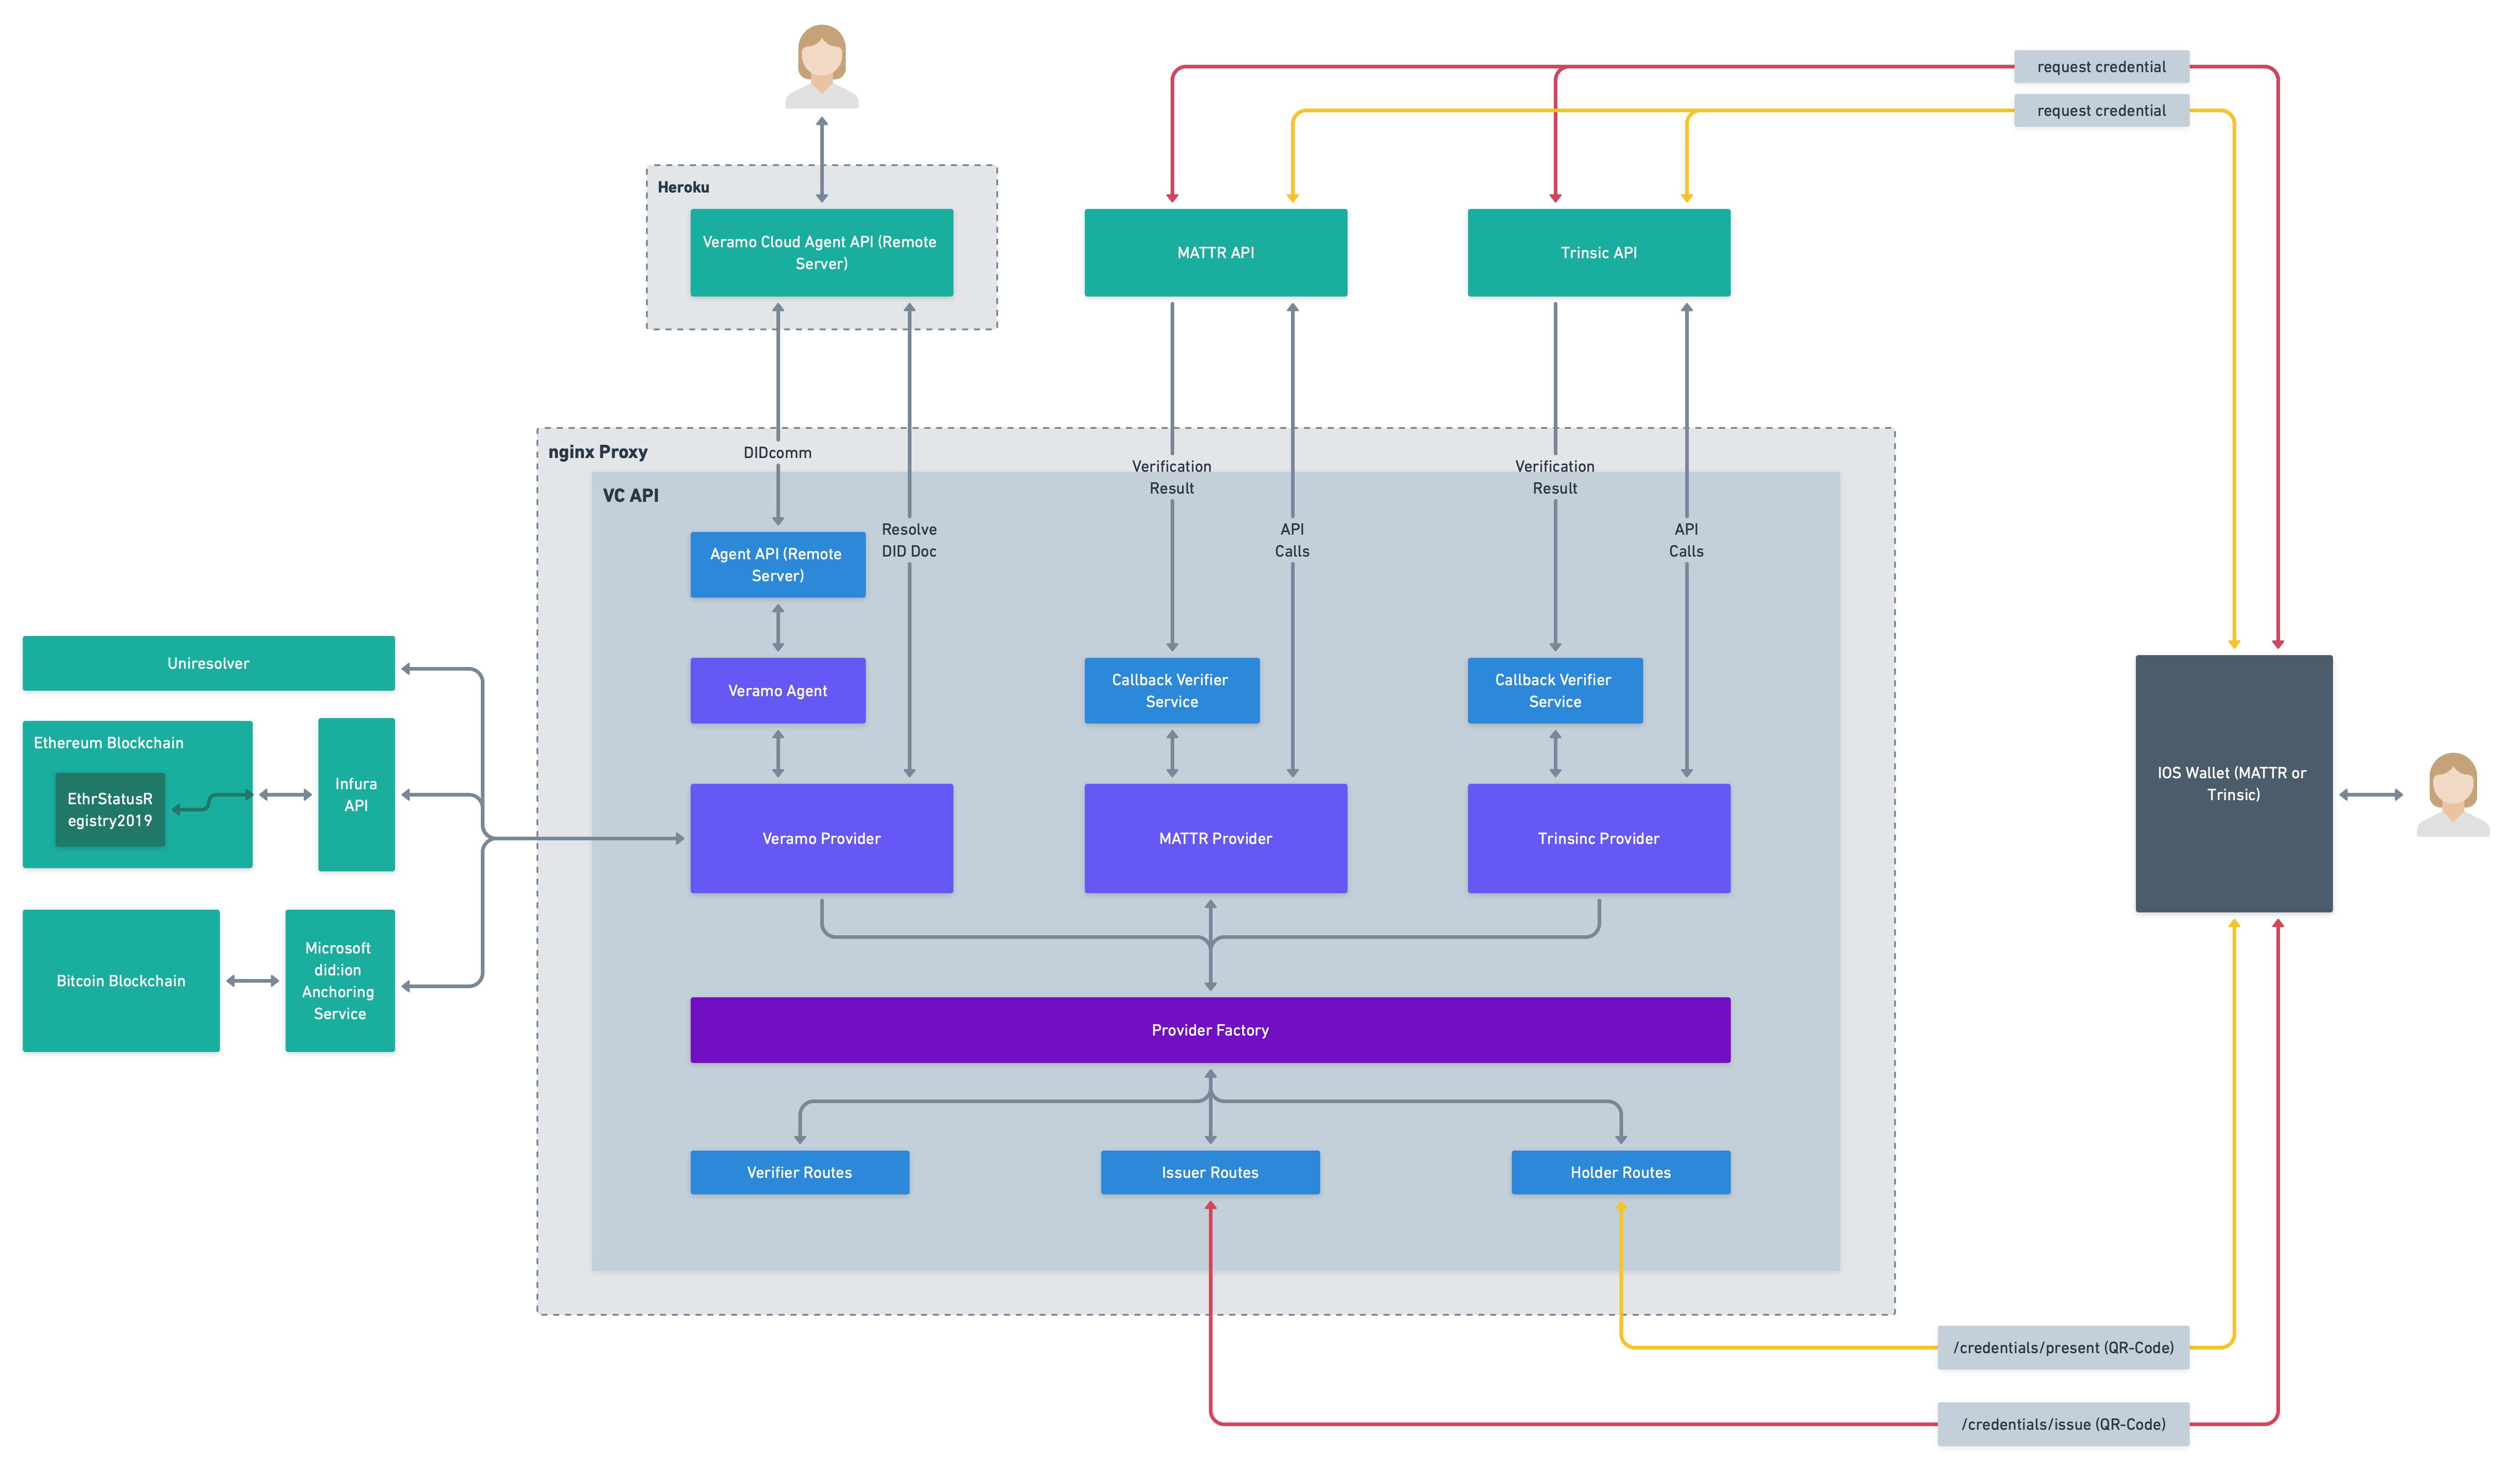 request credential
request credential
Heroku
Veramo Cloud Agent API (Remote
Server)
MATTR API
Trinsic API
nginx Proxy
DIDcomm
Verification
Result
Verification
Result
VC API
Resolve
DID Doc
API
Calls
API
Calls
Agent API (Remote
Server)
Uniresolver
Veramo Agent
Callback Verifier
Service
Callback Verifier
Service
Ethereum Blockchain
EthrStatusR
egistry2019
Infura
API
IOS Wallet (MATTR or
Trinsic)
Veramo Provider
MATTR Provider
Trinsinc Provider
Bitcoin Blockchain
Microsoft
did:ion
Anchoring
Service
Provider Factory
Verifier Routes
Issuer Routes
Holder Routes
/credentials/present (QR-Code)
/credentials/issue (QR-Code)